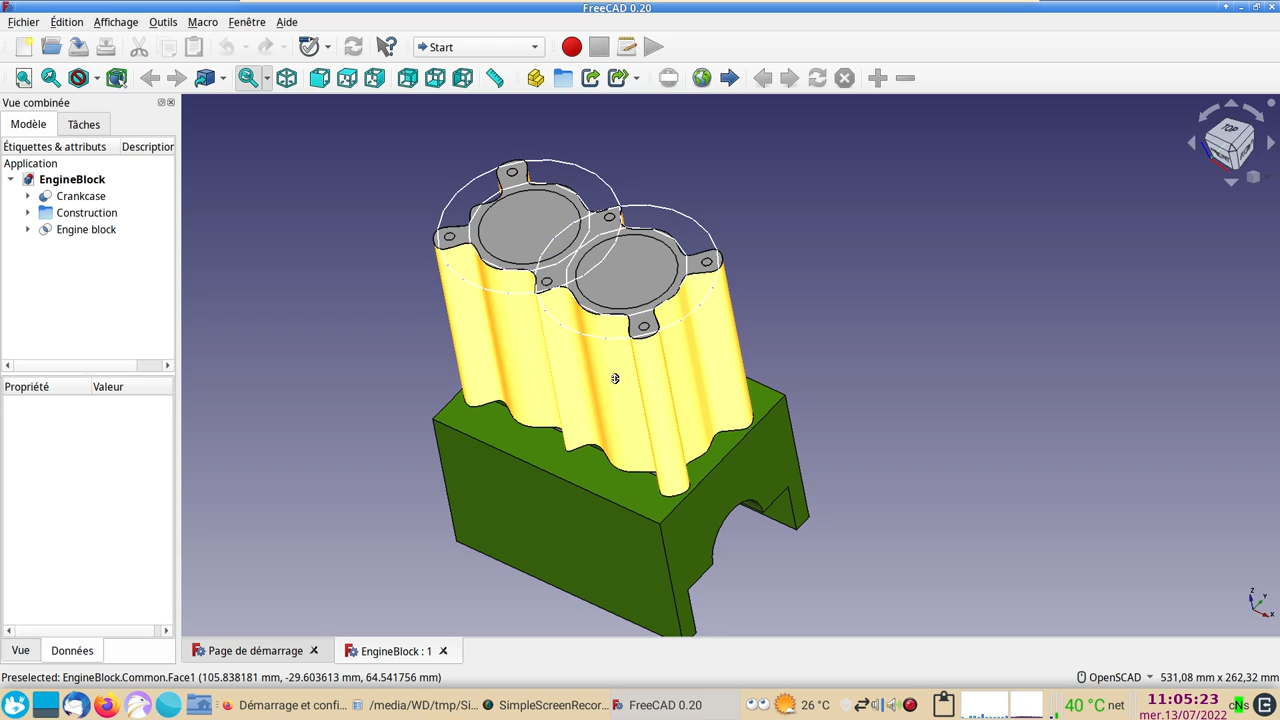 FreeCAD 0.20
Fichier Édition Affichage Outils Macro Fenêtre Aide
Start
Vue combinée
Modèle Tâches
Étiquettes & attributs Description
Application
EngineBlock
Crankcase
Construction
Engine block
Propriété Valeur
TOP
Z
Y
X
Vue Données
Page de démarrage
EngineBlock : 1
Preselected: EngineBlock.Common.Face1 (105.838181 mm, -29.603613 mm, 64.541756 mm)
OpenSCAD 531,08 mm x 262,32 mm
Démarrage et confi... /media/WD/tmp/Si... SimpleScreenRecor... FreeCAD 0.20 26 °C 40 °C net 11:05:23
mer.13/07/2022